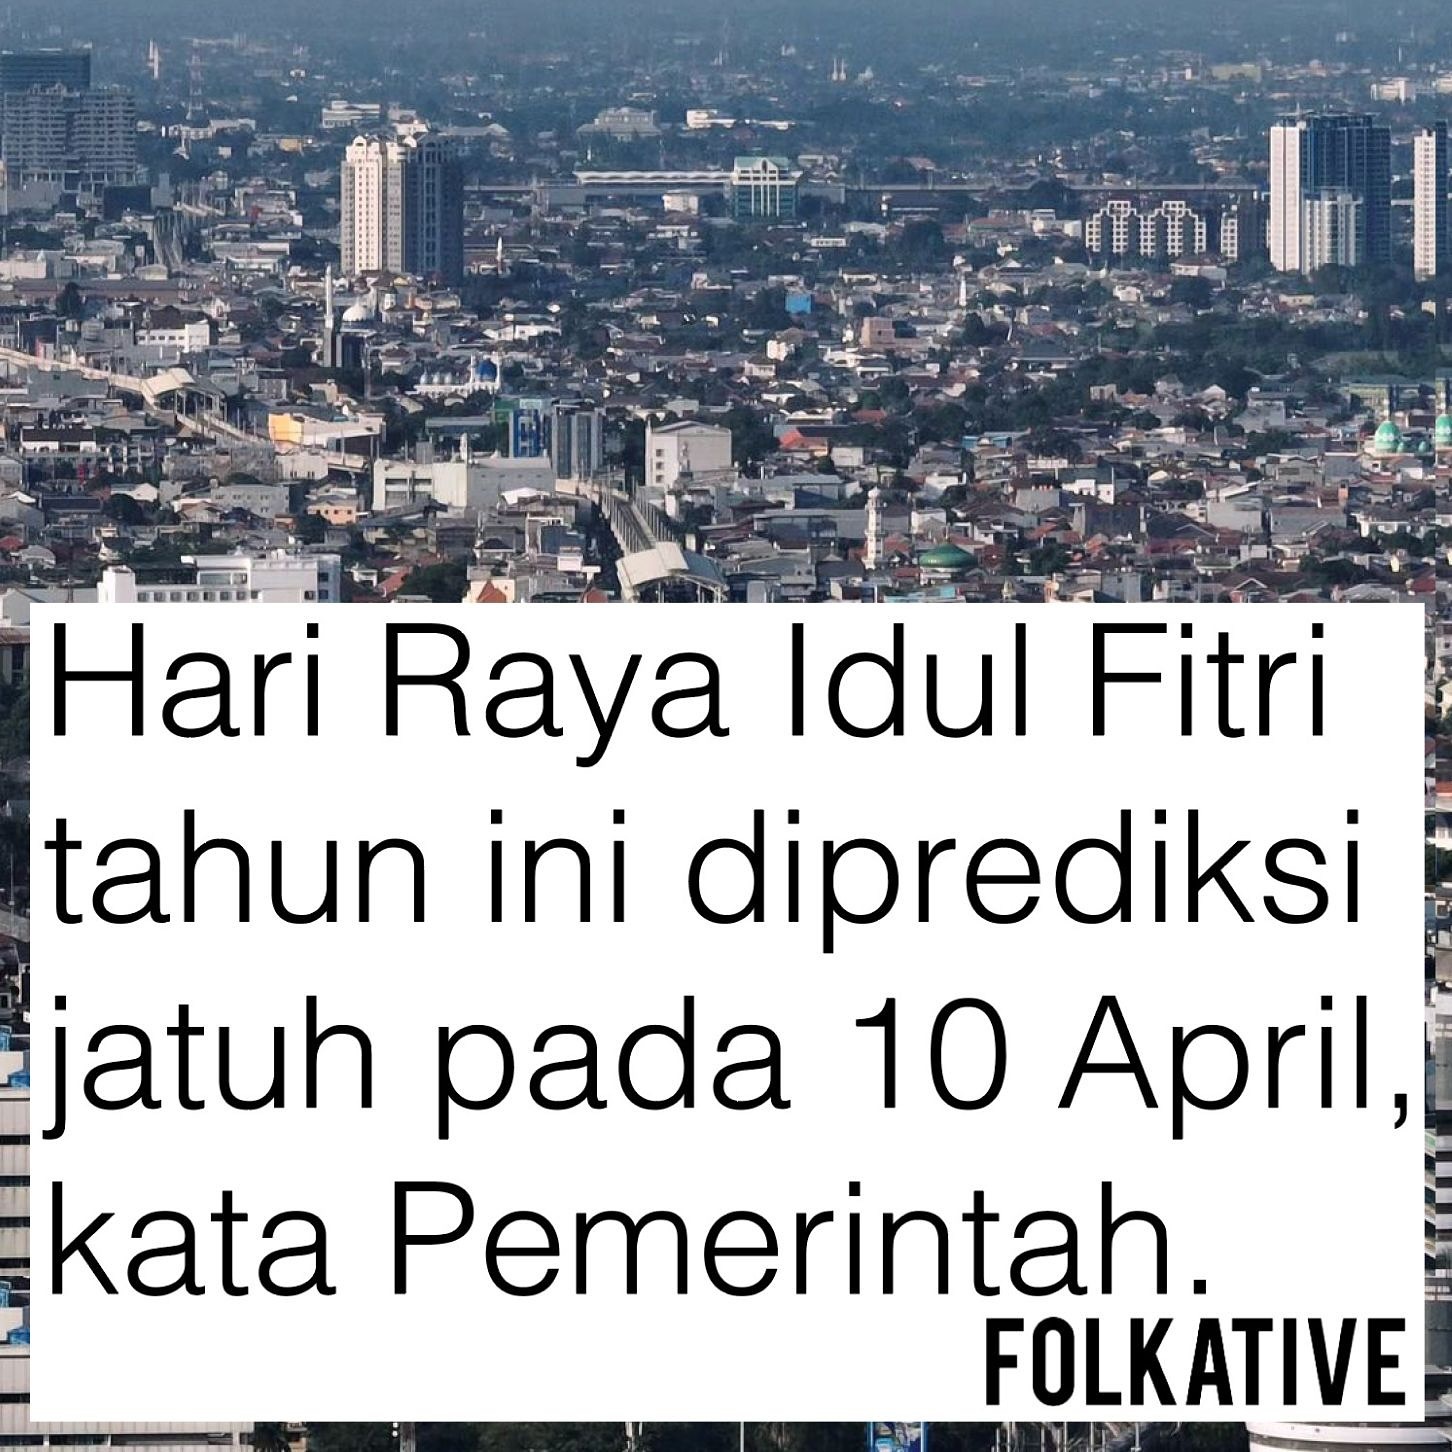 Hari Raya Idul Fitri
tahun ini diprediksi
jatuh pada 10 April,
kata Pemerintah.
FOLKATIVE